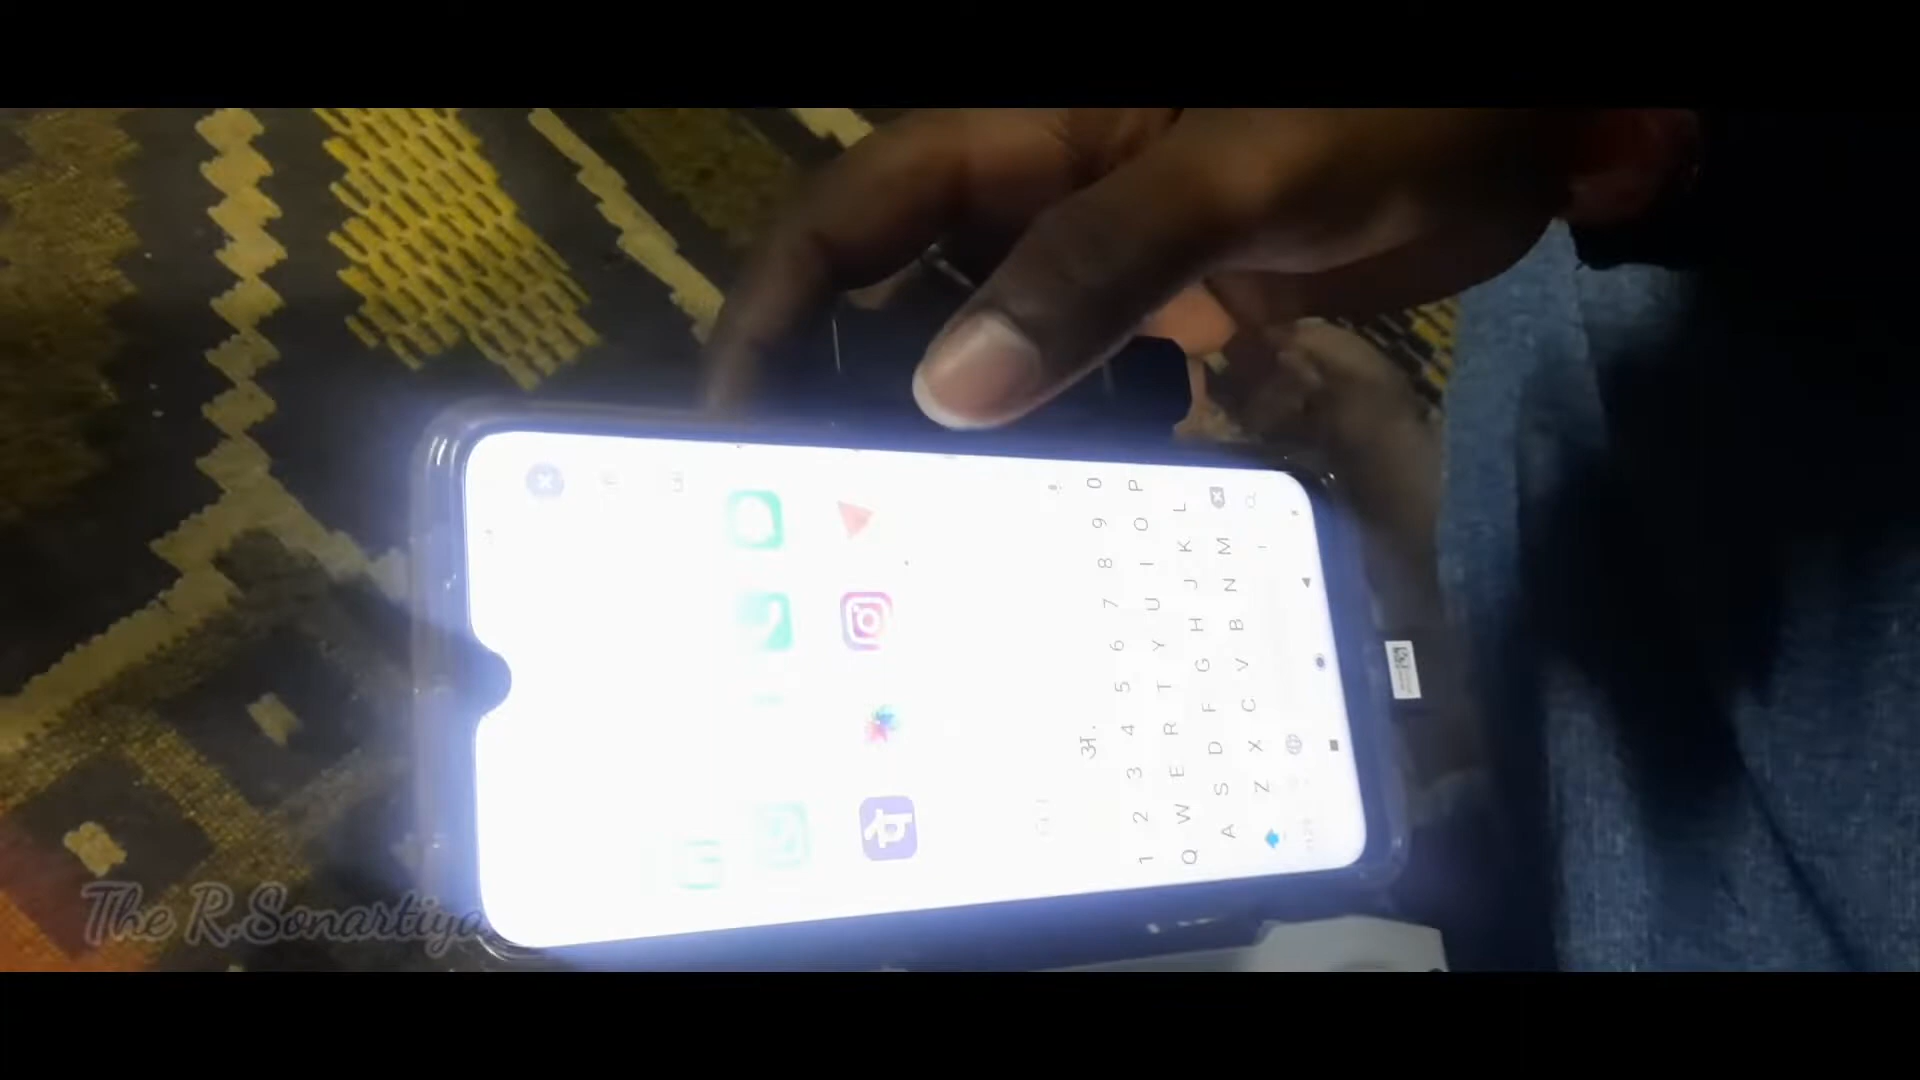 अ.
1 2 3 4 5 6 7 8 9 0
Q W E R T Y U I O P
A S D F G H J K L
Z X C V B N M
The R.Sonartiya